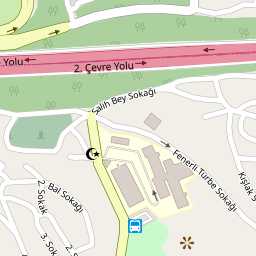 Yolu
2. Çevre Yolu
Salih Bey Sokağı
Fenerli Türbe Sokağı
Kışlak S
Bal Sokağı
2. Sokak
3. Sok